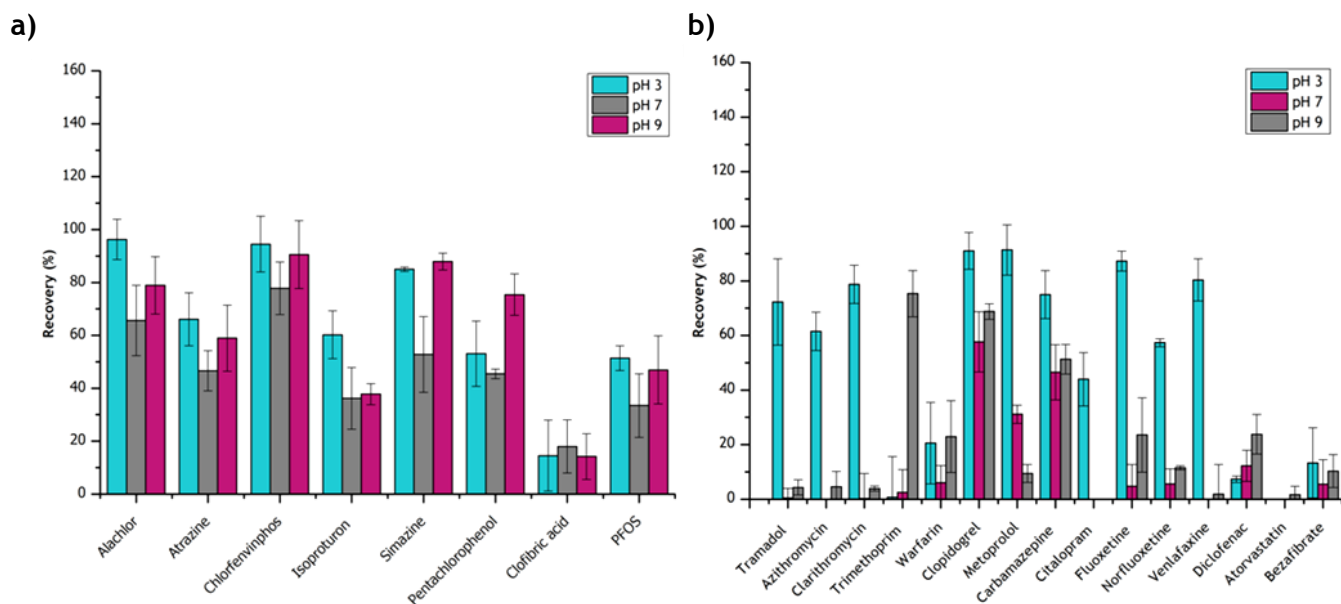 a)
160
140
120
100
80
60
40
20
0
Recovery (%)
pH 3
pH 7
pH 9
Alachlor
Atrazine
Chlorfenvinphos
Isoproturon
Simazine
Pentachlorophenol
Clofibric acid
PFOS
b)
160
140
120
100
80
60
40
20
0
Recovery (%)
pH 3
pH 7
pH 9
Tramadol
Azithromycin
Clarithromycin
Trimethoprim
Warfarin
Clopidogrel
Metoprolol
Carbamazepine
Citalopram
Fluoxetine
Norfluoxetine
Venlafaxine
Diclofenac
Atorvastatin
Bezafibrate